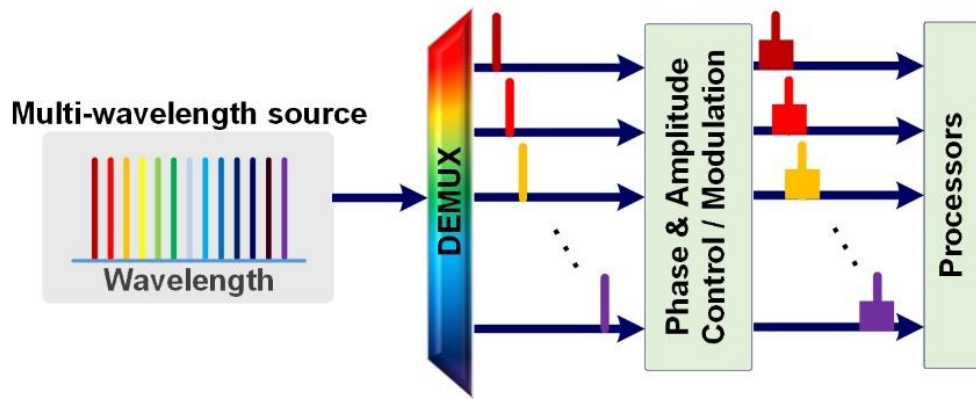 Multi-wavelength source
Wavelength
DEMUX
Phase & Amplitude
Control / Modulation
Processors